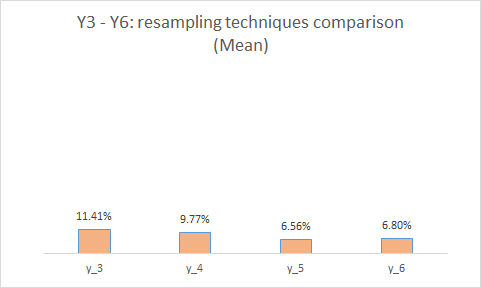 Y3 - Y6: resampling techniques comparison
(Mean)
11.41%
9.77%
6.56%
6.80%
y_3
y_4
y_5
y_6